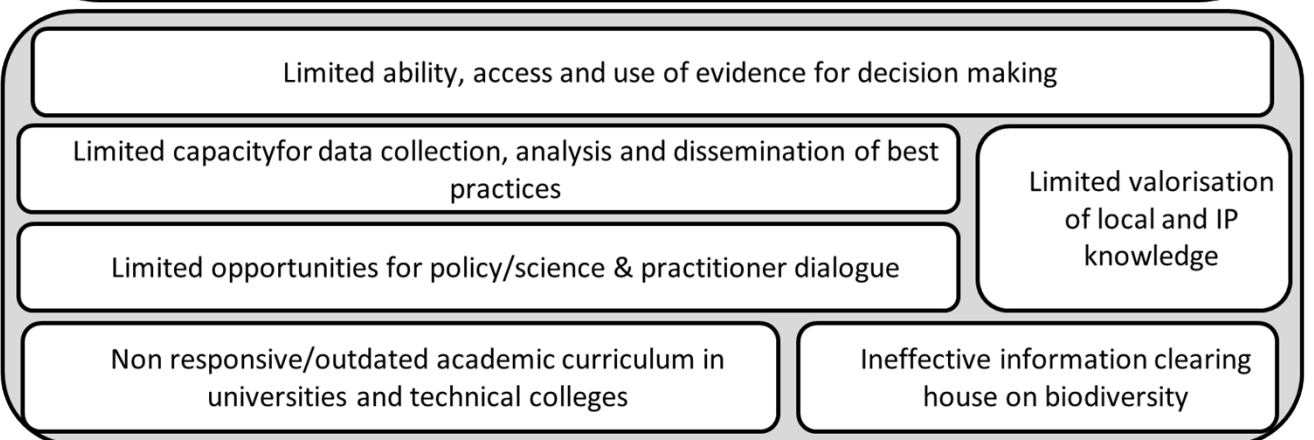 Limited ability, access and use of evidence for decision making
Limited capacityfor data collection, analysis and dissemination of best
practices
Limited valorisation
of local and IP
knowledge
Limited opportunities for policy/science & practitioner dialogue
Non responsive/outdated academic curriculum in
universities and technical colleges
Ineffective information clearing
house on biodiversity